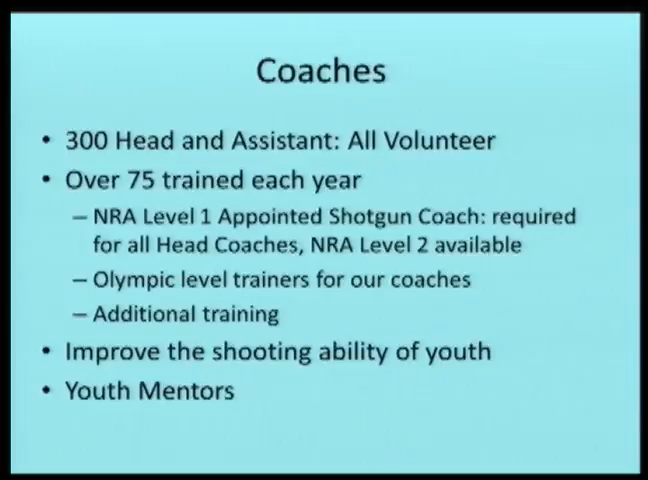 Coaches
• 300 Head and Assistant: All Volunteer
• Over 75 trained each year
– NRA Level 1 Appointed Shotgun Coach: required
for all Head Coaches, NRA Level 2 available
– Olympic level trainers for our coaches
– Additional training
• Improve the shooting ability of youth
• Youth Mentors